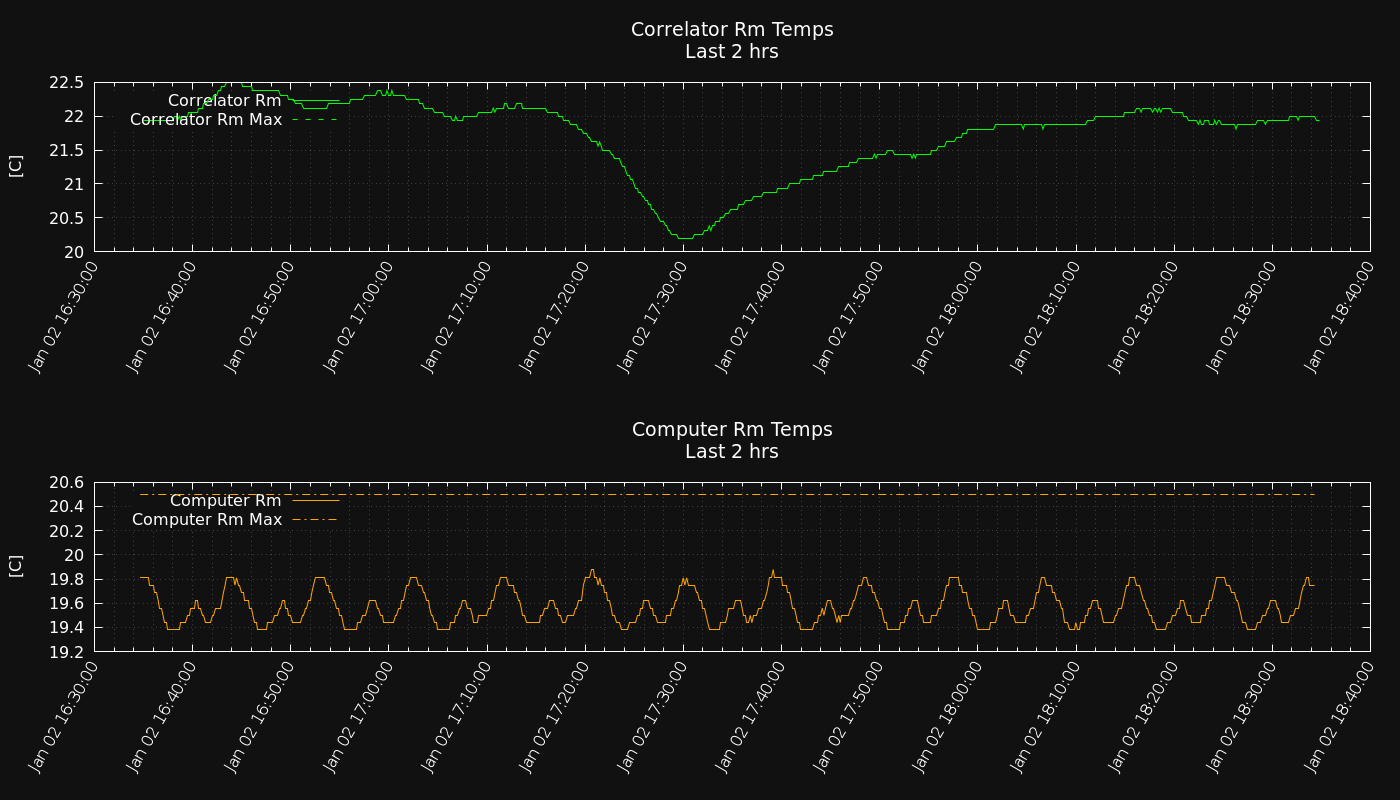 Correlator Rm Temps
Last 2 hrs
[C]
22.5
22
21.5
21
20.5
20
Correlator Rm
Correlator Rm Max
Jan 02 16:30:00
Jan 02 16:40:00
Jan 02 16:50:00
Jan 02 17:00:00
Jan 02 17:10:00
Jan 02 17:20:00
Jan 02 17:30:00
Jan 02 17:40:00
Jan 02 17:50:00
Jan 02 18:00:00
Jan 02 18:10:00
Jan 02 18:20:00
Jan 02 18:30:00
Jan 02 18:40:00
Computer Rm Temps
Last 2 hrs
[C]
20.6
20.4
20.2
20
19.8
19.6
19.4
19.2
Computer Rm
Computer Rm Max
Jan 02 16:30:00
Jan 02 16:40:00
Jan 02 16:50:00
Jan 02 17:00:00
Jan 02 17:10:00
Jan 02 17:20:00
Jan 02 17:30:00
Jan 02 17:40:00
Jan 02 17:50:00
Jan 02 18:00:00
Jan 02 18:10:00
Jan 02 18:20:00
Jan 02 18:30:00
Jan 02 18:40:00